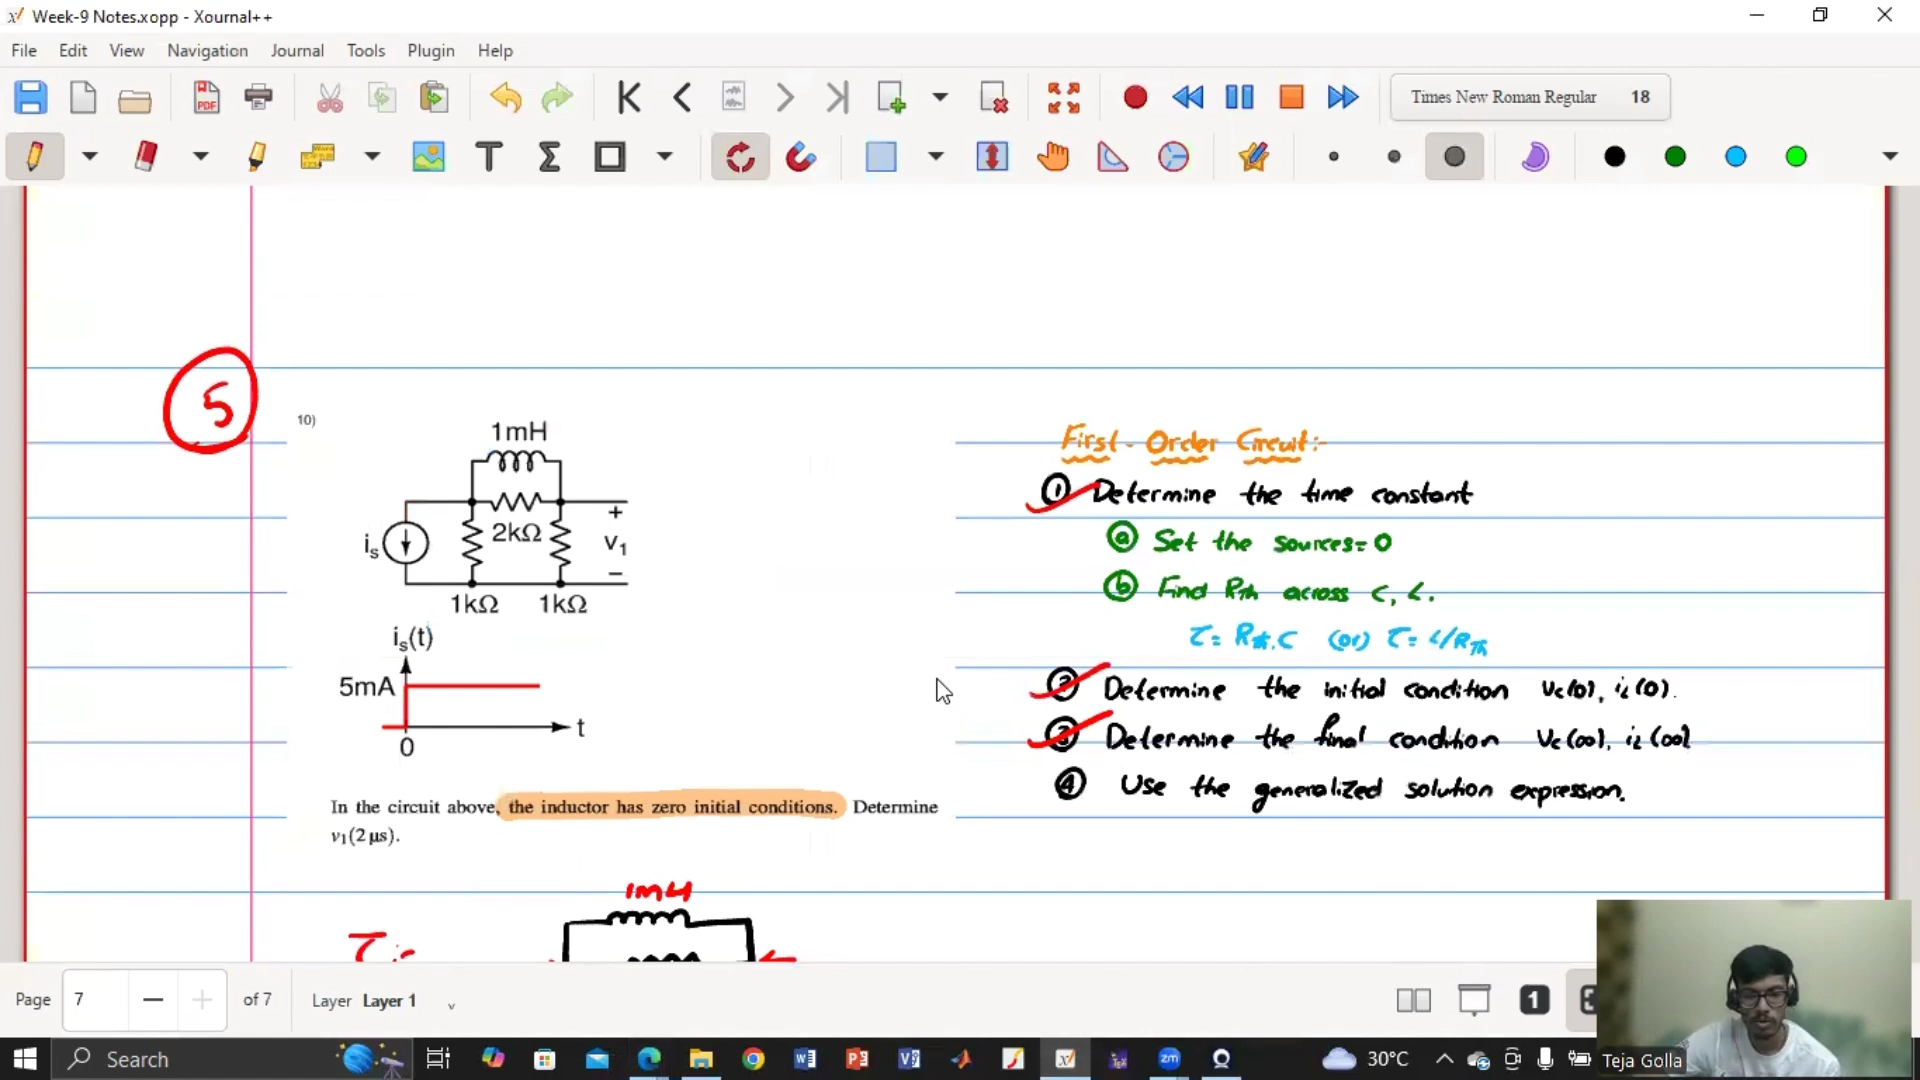 Week-9 Notes.xopp - Xournal++
File Edit View Navigation Journal Tools Plugin Help
PDF
Times New Roman Regular 18
5
10)
1mH
2kΩ
+
is
v1
−
1kΩ 1kΩ
is(t)
5mA
t
0
In the circuit above, the inductor has zero initial conditions. Determine
v1(2 μs).
First-Order Circuit:-
① Determine the time constant
ⓐ Set the sources=0
ⓑ Find RTh across C, L.
τ = RTh.C (or) τ = L/RTh
② Determine the initial condition vc(0), iL(0).
③ Determine the final condition Vc(∞), iL(∞)
④ Use the generalized solution expression.
1mH
τ:-
Page 7 of 7 Layer Layer 1
1
Search
30°C
Teja Golla